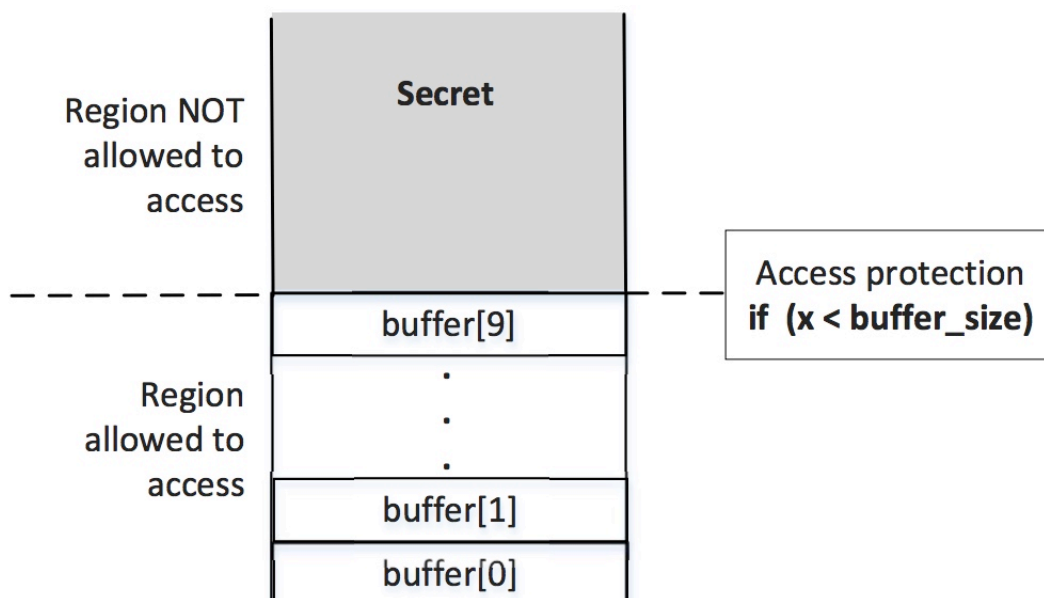 Secret
Region NOT
allowed to
access
Access protection
if (x < buffer_size)
buffer[9]
.
.
.
Region
allowed to
access
buffer[1]
buffer[0]